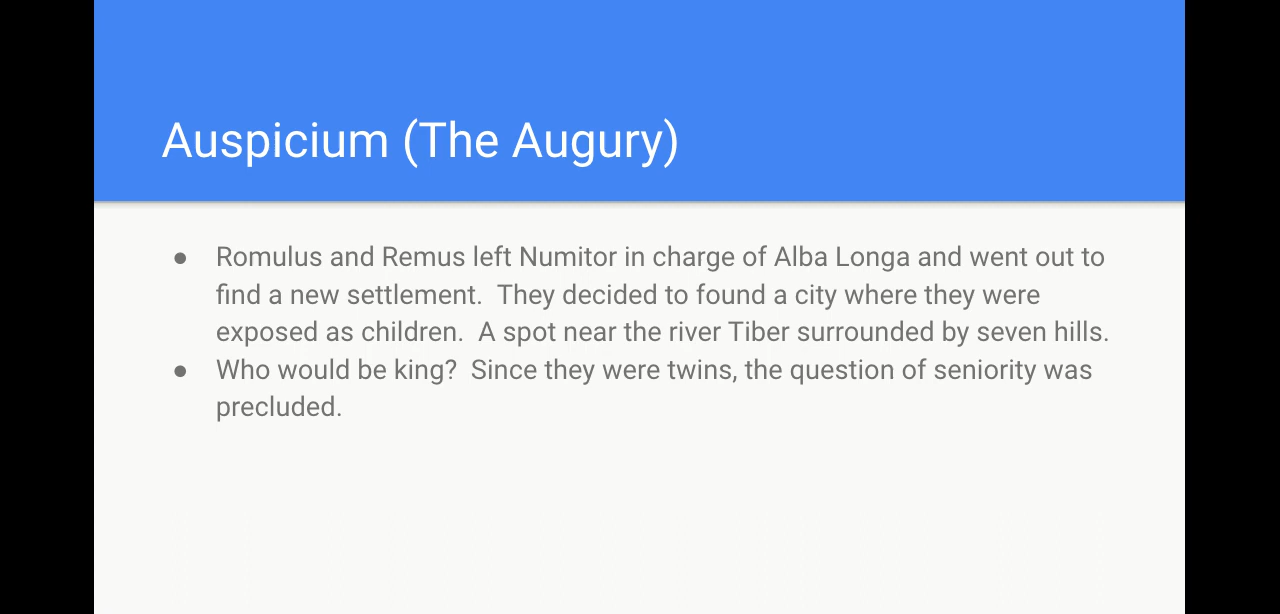 Auspicium (The Augury)
● Romulus and Remus left Numitor in charge of Alba Longa and went out to
find a new settlement.  They decided to found a city where they were
exposed as children.  A spot near the river Tiber surrounded by seven hills.
● Who would be king?  Since they were twins, the question of seniority was
precluded.